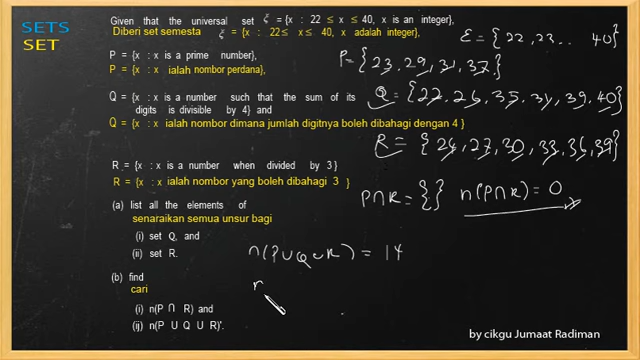 SETS
SET
Given that the universal set ξ = {x : 22 ≤ x ≤ 40, x is an integer},
Diberi set semesta ξ = {x : 22 ≤ x ≤ 40, x adalah integer},
P = {x : x is a prime number},
P = {x : x ialah nombor perdana},
Q = {x : x is a number such that the sum of its
digits is divisible by 4} and
Q = {x : x ialah nombor dimana jumlah digitnya boleh dibahagi dengan 4 }
R = {x : x is a number when divided by 3 }
R = {x : x ialah nombor yang boleh dibahagi 3 }
(a) list all the elements of
senaraikan semua unsur bagi
(i) set Q, and
(ii) set R.
(b) find
cari
(i) n(P ∩ R) and
(ij) n(P U Q U R)'.
ε = {22, 23 ... 40}
P = {23, 29, 31, 37}
Q = {22, 26, 35, 31, 39, 40}
R = {24, 27, 30, 33, 36, 39}
P∩R = { } n(P∩R) = 0
n(P∪Q∪R) = 14
n
by cikgu Jumaat Radiman